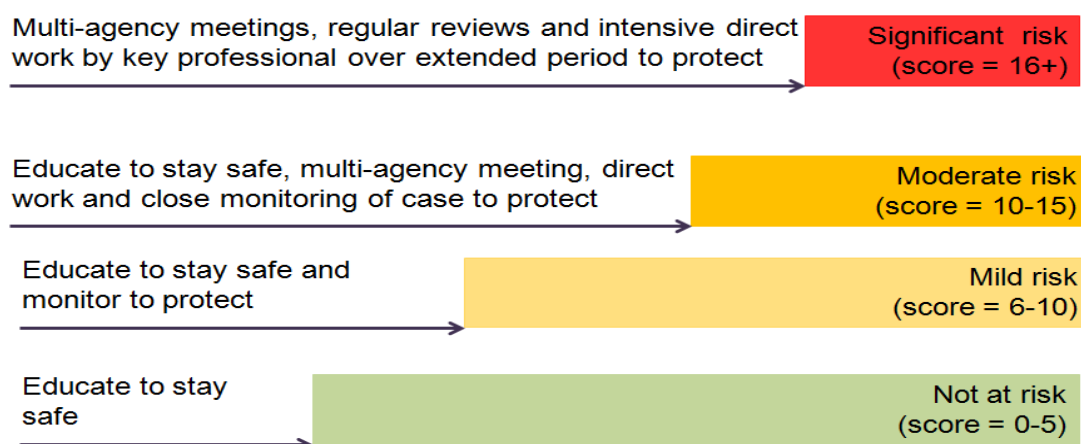 Multi-agency meetings, regular reviews and intensive direct
work by key professional over extended period to protect
Significant risk
(score = 16+)
Educate to stay safe, multi-agency meeting, direct
work and close monitoring of case to protect
Moderate risk
(score = 10-15)
Educate to stay safe and
monitor to protect
Mild risk
(score = 6-10)
Educate to stay
safe
Not at risk
(score = 0-5)